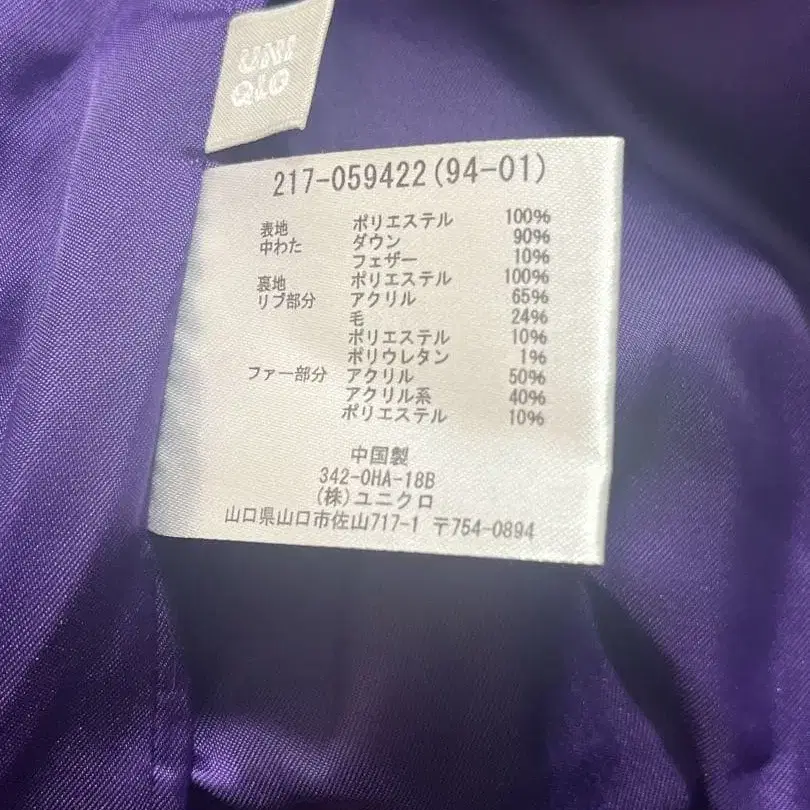 UNI
QLO
217-059422(94-01)
表地 ポリエステル 100%
中わた ダウン 90%
フェザー 10%
裏地 ポリエステル 100%
リブ部分 アクリル 65%
毛 24%
ポリエステル 10%
ポリウレタン 1%
ファー部分 アクリル 50%
アクリル系 40%
ポリエステル 10%
中国製
342-OHA-18B
(株)ユニクロ
山口県山口市佐山717-1 〒754-0894